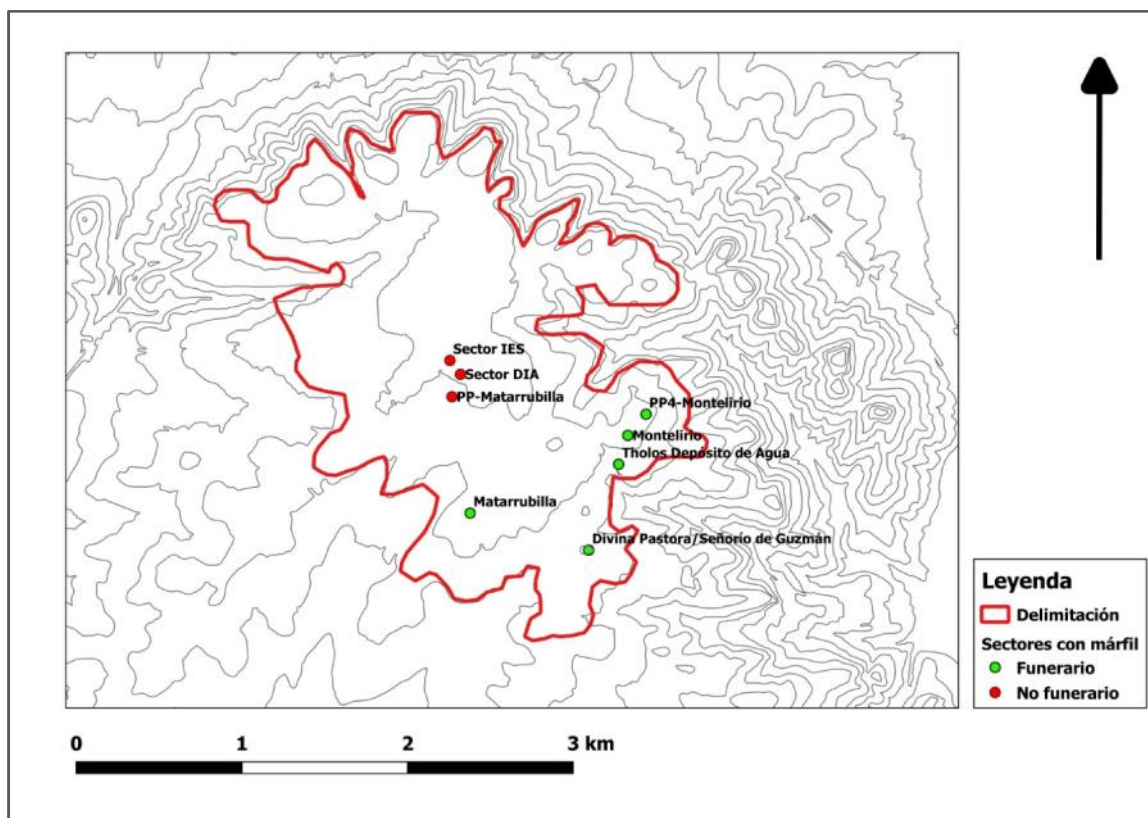 Sector IES
Sector DIA
PP-Matarrubilla
PP4-Montelirio
Montelirio
Tholos Depósito de Agua
Matarrubilla
Divina Pastora/Señorío de Guzmán
Leyenda
Delimitación
Sectores con márfil
Funerario
No funerario
0 1 2 3 km